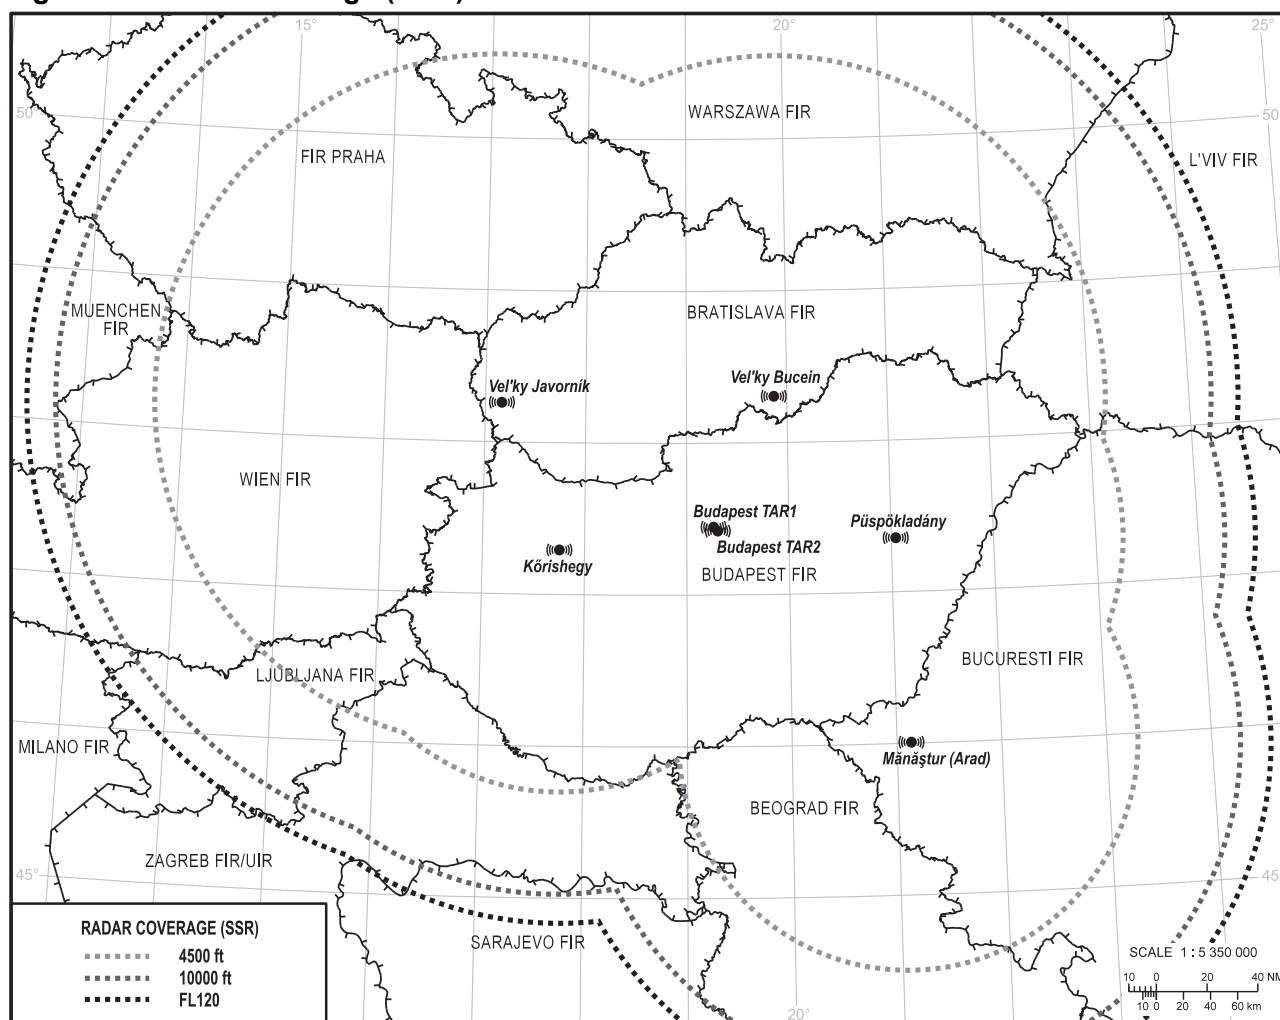 15°
20°
25°
50°
WARSZAWA FIR
50
FIR PRAHA
L'VIV FIR
MUENCHEN
FIR
BRATISLAVA FIR
Vel'ky Javorník
Vel'ky Bucein
WIEN FIR
Budapest TAR1
Püspökladány
Budapest TAR2
Kőrishegy
BUDAPEST FIR
BUCURESTI FIR
LJUBLJANA FIR
MILANO FIR
Mănăştur (Arad)
BEOGRAD FIR
ZAGREB FIR/UIR
45°
45
RADAR COVERAGE (SSR)
4500 ft
10000 ft
FL120
SARAJEVO FIR
SCALE 1 : 5 350 000
10 0 20 40 NM
10 0 20 40 60 km
20°